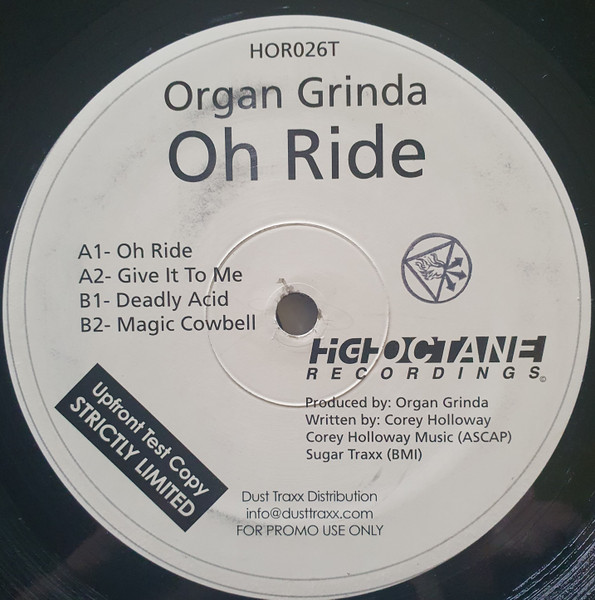 HOR026T
Organ Grinda
Oh Ride
A1- Oh Ride
A2- Give It To Me
B1- Deadly Acid
B2- Magic Cowbell
HIGHOCTANE
RECORDINGS©
Produced by: Organ Grinda
Written by: Corey Holloway
Corey Holloway Music (ASCAP)
Sugar Traxx (BMI)
Upfront Test Copy
STRICTLY LIMITED
Dust Traxx Distribution
info@dusttraxx.com
FOR PROMO USE ONLY